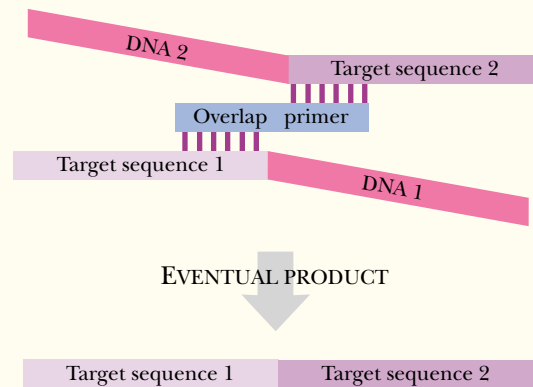 DNA 2
Target sequence 2
Overlap primer
Target sequence 1
DNA 1
EVENTUAL PRODUCT
Target sequence 1
Target sequence 2